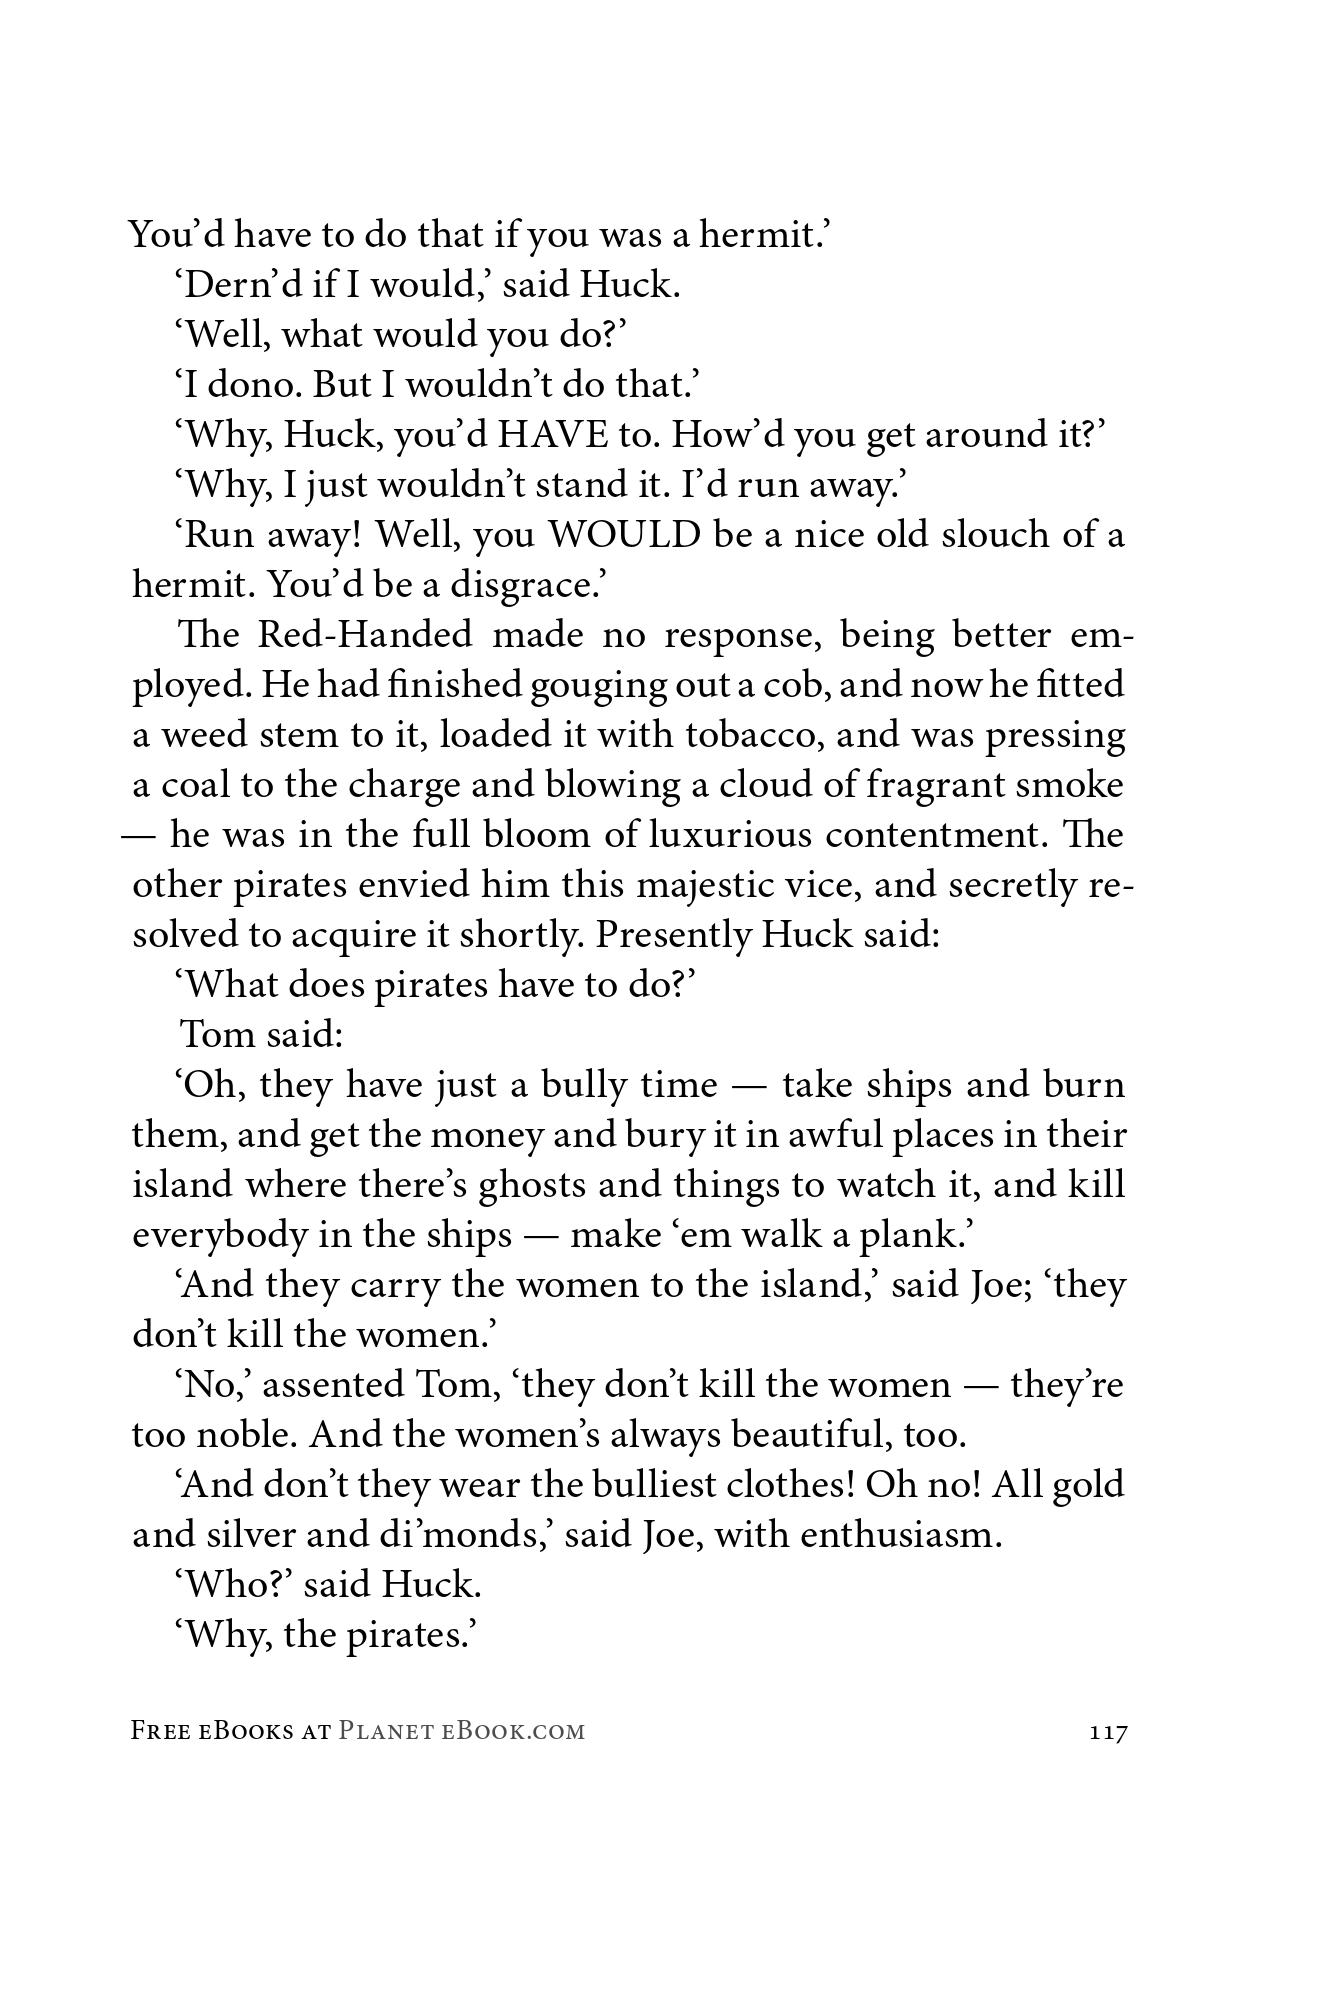 You’d have to do that if you was a hermit.’
‘Dern’d if I would,’ said Huck.
‘Well, what would you do?’
‘I dono. But I wouldn’t do that.’
‘Why, Huck, you’d HAVE to. How’d you get around it?’
‘Why, I just wouldn’t stand it. I’d run away.’
‘Run away! Well, you WOULD be a nice old slouch of a
hermit. You’d be a disgrace.’
The Red-Handed made no response, being better em-
ployed. He had finished gouging out a cob, and now he fitted
a weed stem to it, loaded it with tobacco, and was pressing
a coal to the charge and blowing a cloud of fragrant smoke
— he was in the full bloom of luxurious contentment. The
other pirates envied him this majestic vice, and secretly re-
solved to acquire it shortly. Presently Huck said:
‘What does pirates have to do?’
Tom said:
‘Oh, they have just a bully time — take ships and burn
them, and get the money and bury it in awful places in their
island where there’s ghosts and things to watch it, and kill
everybody in the ships — make ‘em walk a plank.’
‘And they carry the women to the island,’ said Joe; ‘they
don’t kill the women.’
‘No,’ assented Tom, ‘they don’t kill the women — they’re
too noble. And the women’s always beautiful, too.
‘And don’t they wear the bulliest clothes! Oh no! All gold
and silver and di’monds,’ said Joe, with enthusiasm.
‘Who?’ said Huck.
‘Why, the pirates.’
Free eBooks at Planet eBook.com 117